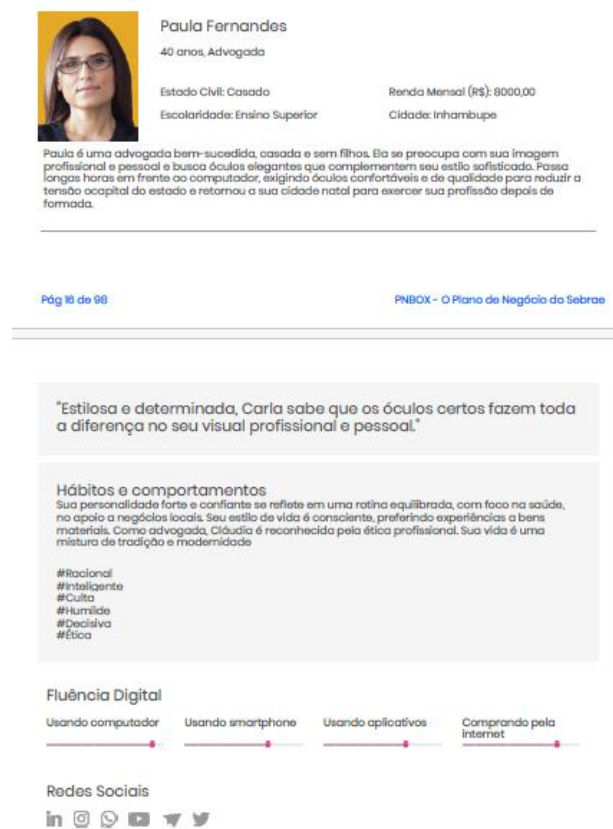 Paula Fernandes
40 anos, Advogada
Estado Civil: Casado
Renda Mensal (R$): 8000,00
Escolaridade: Ensino Superior
Cidade: Inhambupe
Paula é uma advogada bem-sucedida, casada e sem filhos. Ela se preocupa com sua imagem
profissional e pessoal e busca óculos elegantes que complementem seu estilo sofisticado. Passa
longas horas em frente ao computador, exigindo óculos confortáveis e de qualidade para reduzir a
tensão ocapital do estado e retornou a sua cidade natal para exercer sua profissão depois de
formada.
Pág 16 de 98
PNBOX - O Plano de Negócio do Sebrae
"Estilosa e determinada, Carla sabe que os óculos certos fazem toda
a diferença no seu visual profissional e pessoal."
Hábitos e comportamentos
Sua personalidade forte e confiante se reflete em uma rotina equilibrada, com foco na saúde,
no apoio a negócios locais. Seu estilo de vida é consciente, preferindo experiências a bens
materiais. Como advogada, Cláudia é reconhecida pela ética profissional. Sua vida é uma
mistura de tradição e modernidade
#Racional
#Inteligente
#Culta
#Humilde
#Decisiva
#Ética
Fluência Digital
Usando computador
Usando smartphone
Usando aplicativos
Comprando pela
internet
Redes Sociais